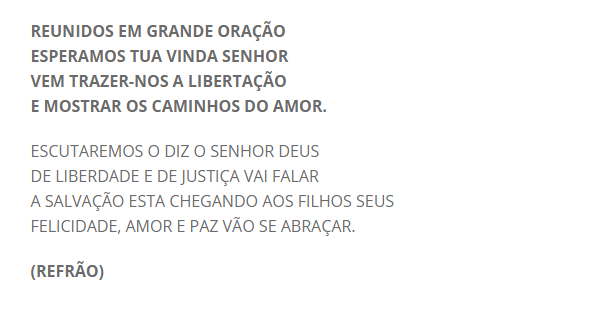 REUNIDOS EM GRANDE ORAÇÃO
ESPERAMOS TUA VINDA SENHOR
VEM TRAZER-NOS A LIBERTAÇÃO
E MOSTRAR OS CAMINHOS DO AMOR.
ESCUTAREMOS O DIZ O SENHOR DEUS
DE LIBERDADE E DE JUSTIÇA VAI FALAR
A SALVAÇÃO ESTA CHEGANDO AOS FILHOS SEUS
FELICIDADE, AMOR E PAZ VÃO SE ABRAÇAR.
(REFRÃO)